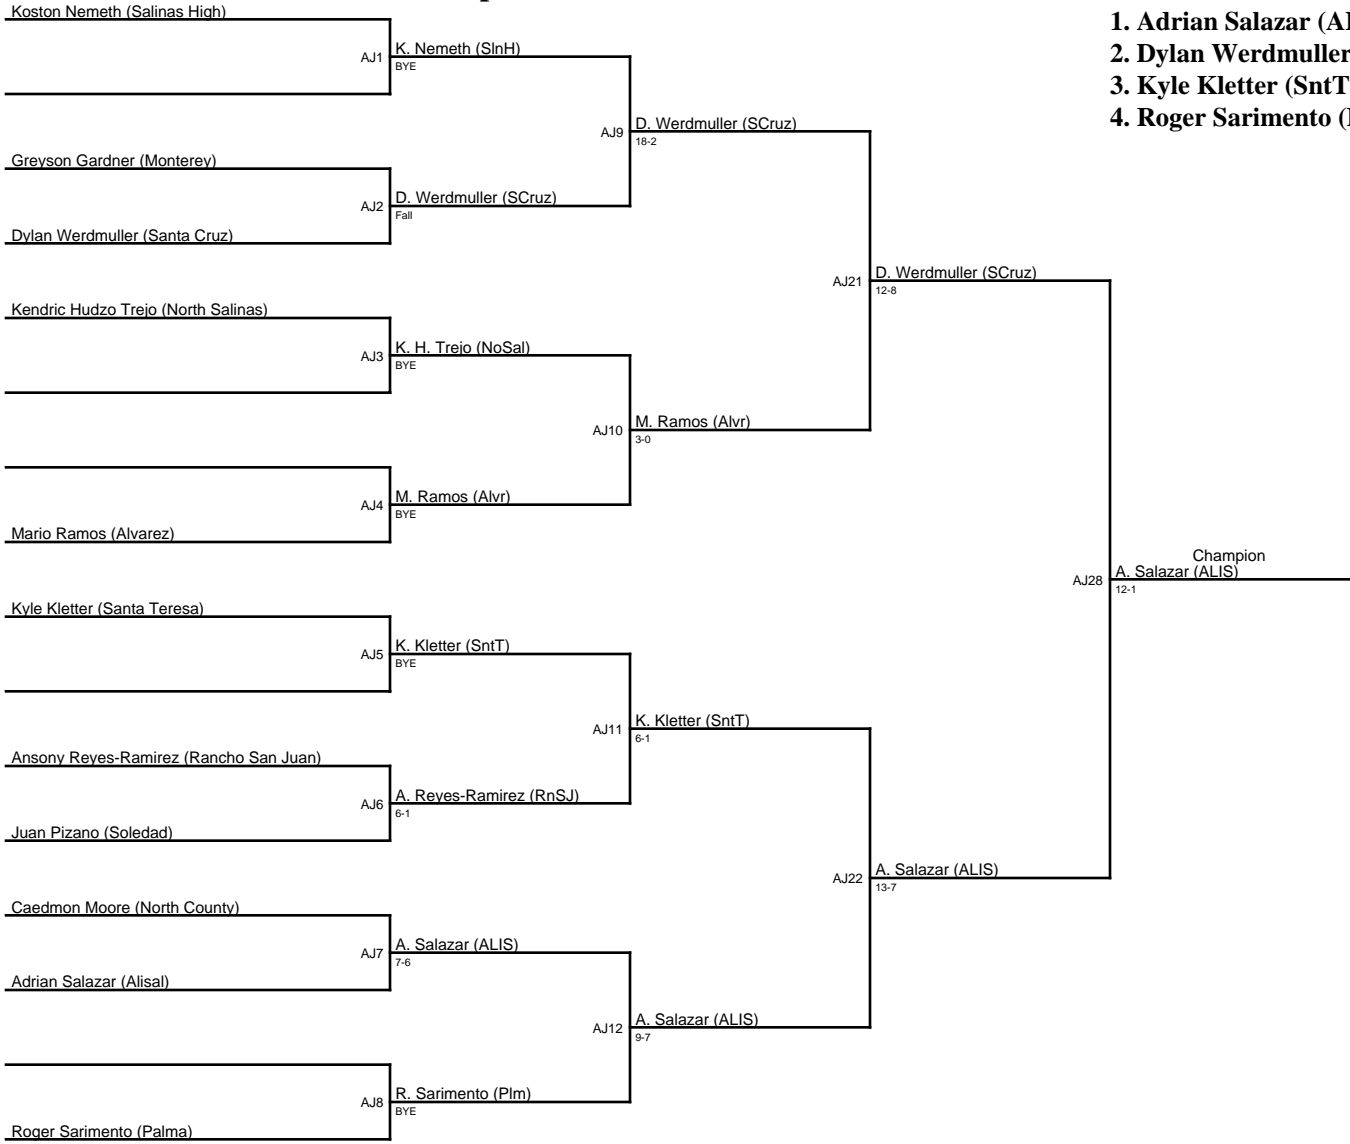 Koston Nemeth (Salinas High)
AJ1
K. Nemeth (SlnH)
BYE
Greyson Gardner (Monterey)
AJ2
D. Werdmuller (SCruz)
Fall
Dylan Werdmuller (Santa Cruz)
AJ9
D. Werdmuller (SCruz)
18-2
Kendric Hudzo Trejo (North Salinas)
AJ3
K. H. Trejo (NoSal)
BYE
AJ4
M. Ramos (Alvr)
BYE
Mario Ramos (Alvarez)
AJ10
M. Ramos (Alvr)
3-0
AJ21
D. Werdmuller (SCruz)
12-8
Kyle Kletter (Santa Teresa)
AJ5
K. Kletter (SntT)
BYE
Ansony Reyes-Ramirez (Rancho San Juan)
AJ6
A. Reyes-Ramirez (RnSJ)
6-1
Juan Pizano (Soledad)
AJ11
K. Kletter (SntT)
6-1
Caedmon Moore (North County)
AJ7
A. Salazar (ALIS)
7-6
Adrian Salazar (Alisal)
AJ8
R. Sarimento (Plm)
BYE
Roger Sarimento (Palma)
AJ12
A. Salazar (ALIS)
9-7
AJ22
A. Salazar (ALIS)
13-7
AJ28
Champion
A. Salazar (ALIS)
12-1
1. Adrian Salazar
2. Dylan Werdmuller
3. Kyle Kletter (SntT
4. Roger Sarimento